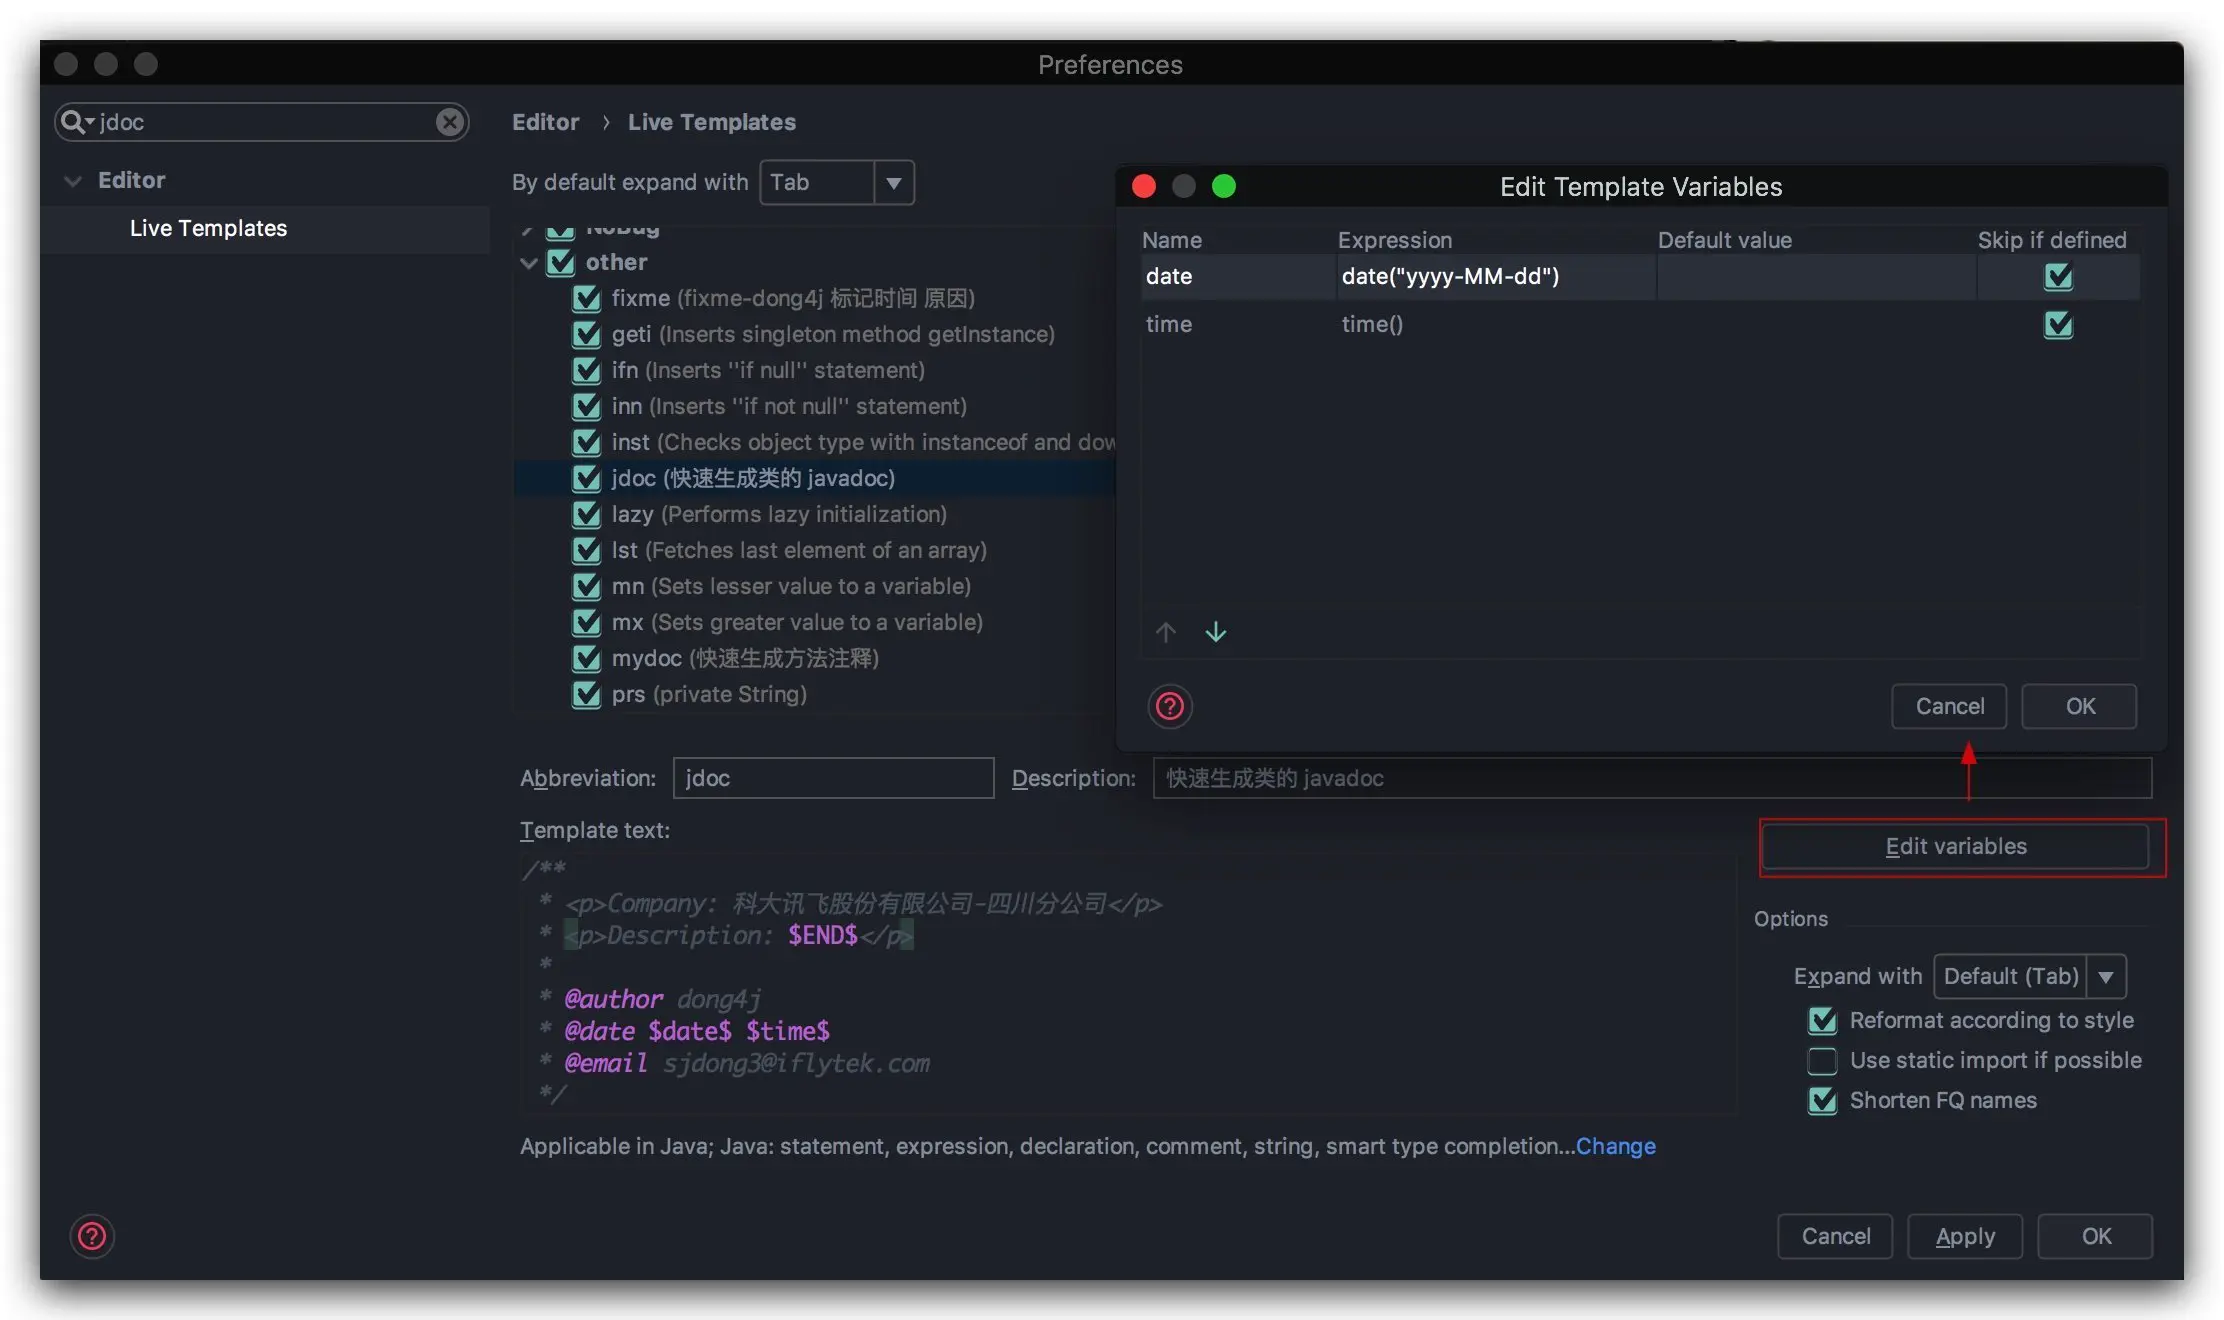 Preferences
jdoc
Editor
Live Templates
Editor › Live Templates
By default expand with Tab
NoBug
other
fixme (fixme-dong4j 标记时间 原因)
geti (Inserts singleton method getInstance)
ifn (Inserts ''if null'' statement)
inn (Inserts ''if not null'' statement)
inst (Checks object type with instanceof and dow
jdoc (快速生成类的 javadoc)
lazy (Performs lazy initialization)
lst (Fetches last element of an array)
mn (Sets lesser value to a variable)
mx (Sets greater value to a variable)
mydoc (快速生成方法注释)
prs (private String)
Edit Template Variables
Name Expression Default value Skip if defined
date date("yyyy-MM-dd")
time time()
?
Cancel OK
Abbreviation: jdoc Description: 快速生成类的 javadoc
Template text:
Edit variables
/**
* <p>Company: 科大讯飞股份有限公司-四川分公司</p>
* <p>Description: $END$</p>
*
* @author dong4j
* @date $date$ $time$
* @email sjdong3@iflytek.com
*/
Options
Expand with Default (Tab)
Reformat according to style
Use static import if possible
Shorten FQ names
Applicable in Java; Java: statement, expression, declaration, comment, string, smart type completion...Change
?
Cancel Apply OK